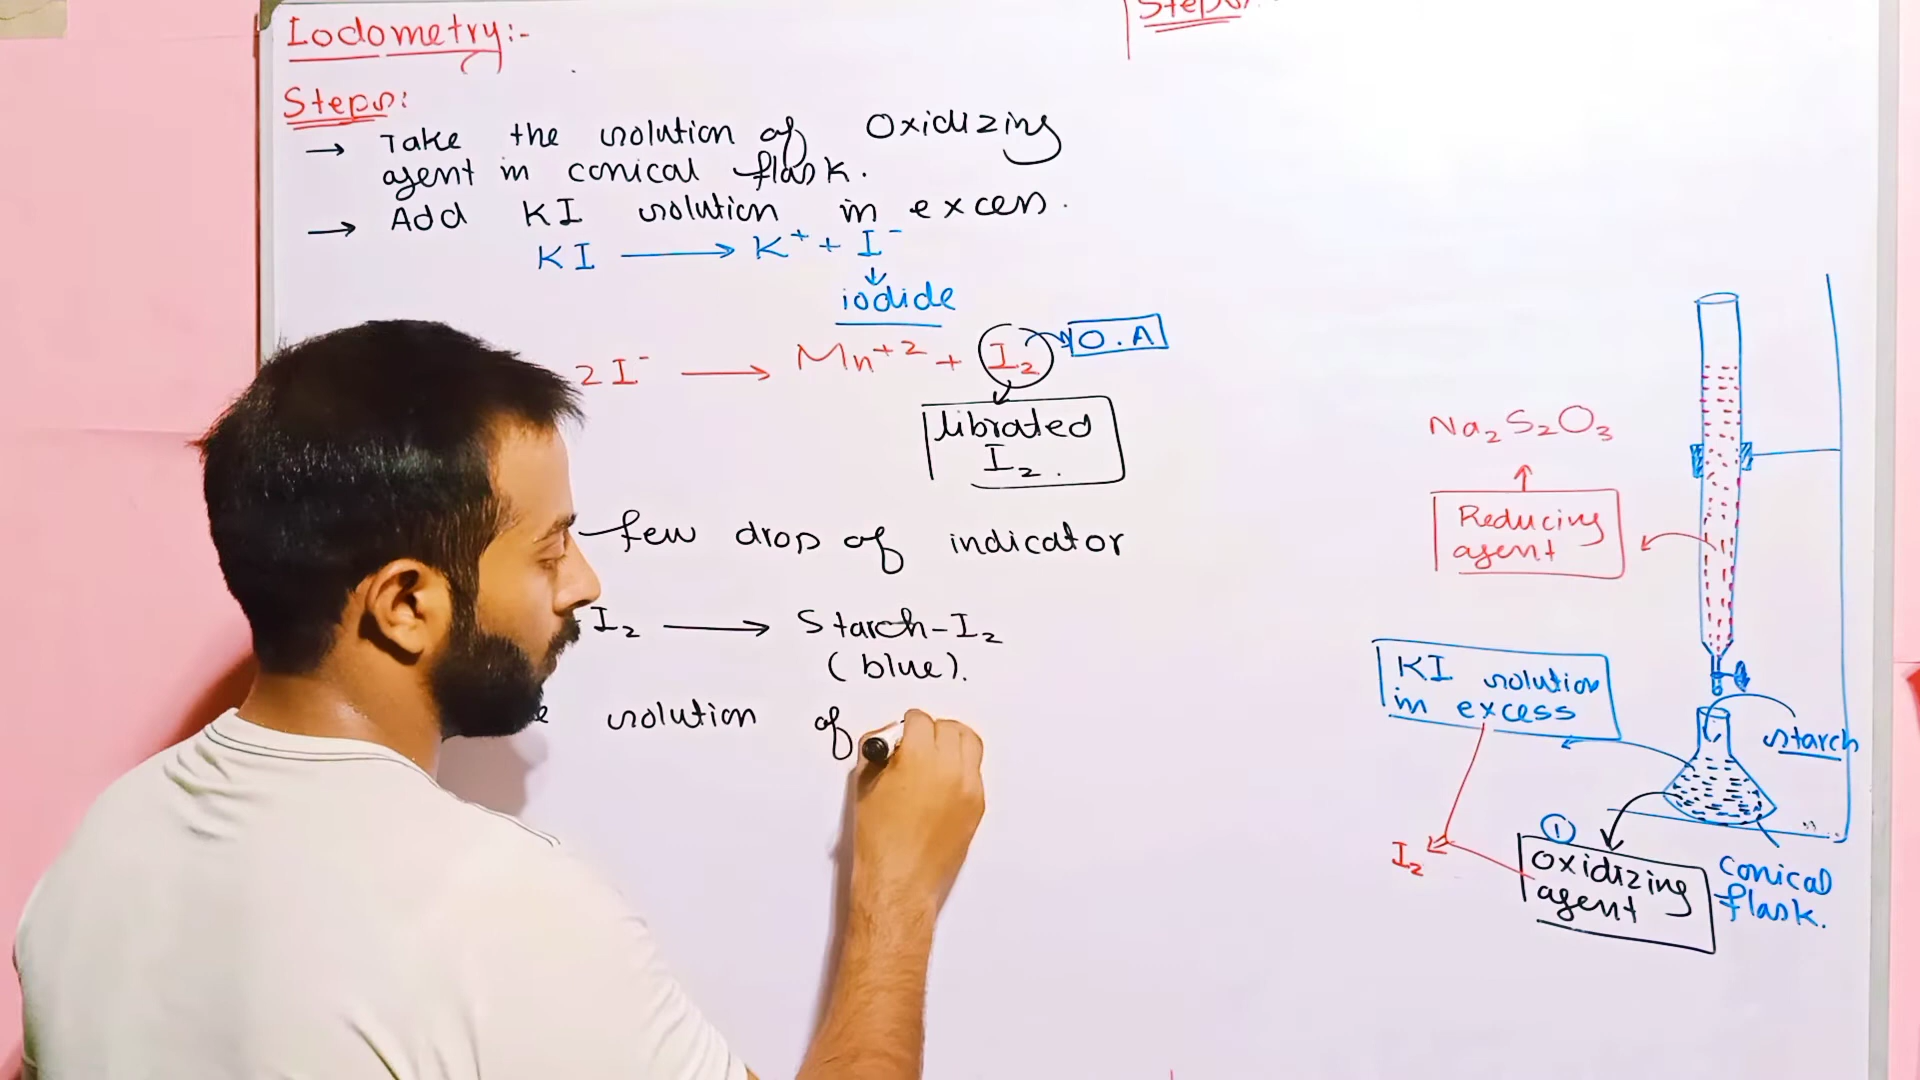 Iodometry:-
Steps:
→ Take the solution of Oxidizing
agent in conical flask.
→ Add KI solution in excess.
KI → K⁺ + I⁻
↓
iodide
2I⁻ → Mn⁺² + I₂ → O.A
librated
I₂.
few drops of indicator
I₂ → Starch-I₂
(blue).
solution of
Steps:
Na₂S₂O₃
↑
Reducing
agent
KI solution
in excess
starch
I₂
①
Oxidizing
agent
conical
flask.